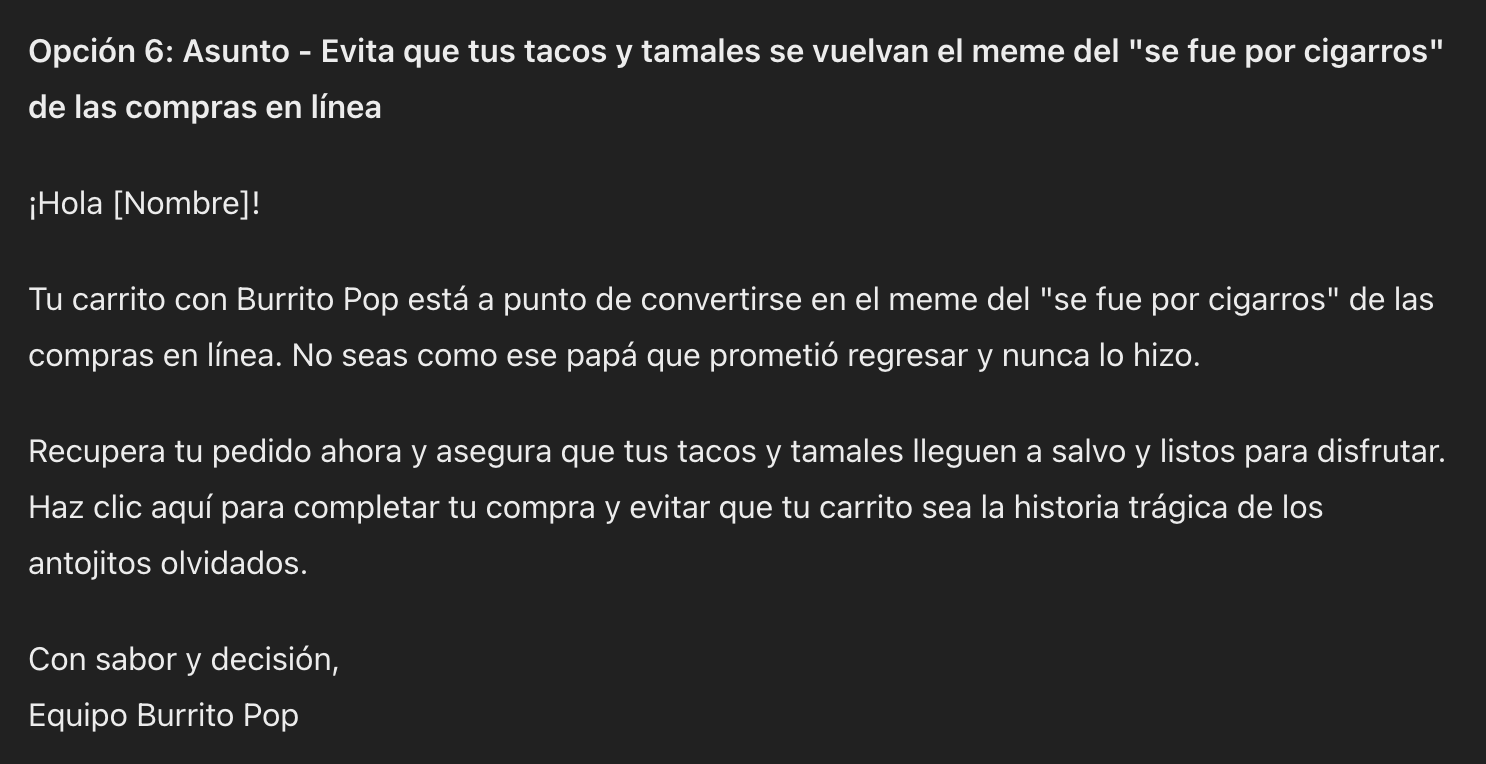 Opción 6: Asunto - Evita que tus tacos y tamales se vuelvan el meme del "se fue por cigarros"
de las compras en línea
¡Hola [Nombre]!
Tu carrito con Burrito Pop está a punto de convertirse en el meme del "se fue por cigarros" de las
compras en línea. No seas como ese papá que prometió regresar y nunca lo hizo.
Recupera tu pedido ahora y asegura que tus tacos y tamales lleguen a salvo y listos para disfrutar.
Haz clic aquí para completar tu compra y evitar que tu carrito sea la historia trágica de los
antojitos olvidados.
Con sabor y decisión,
Equipo Burrito Pop